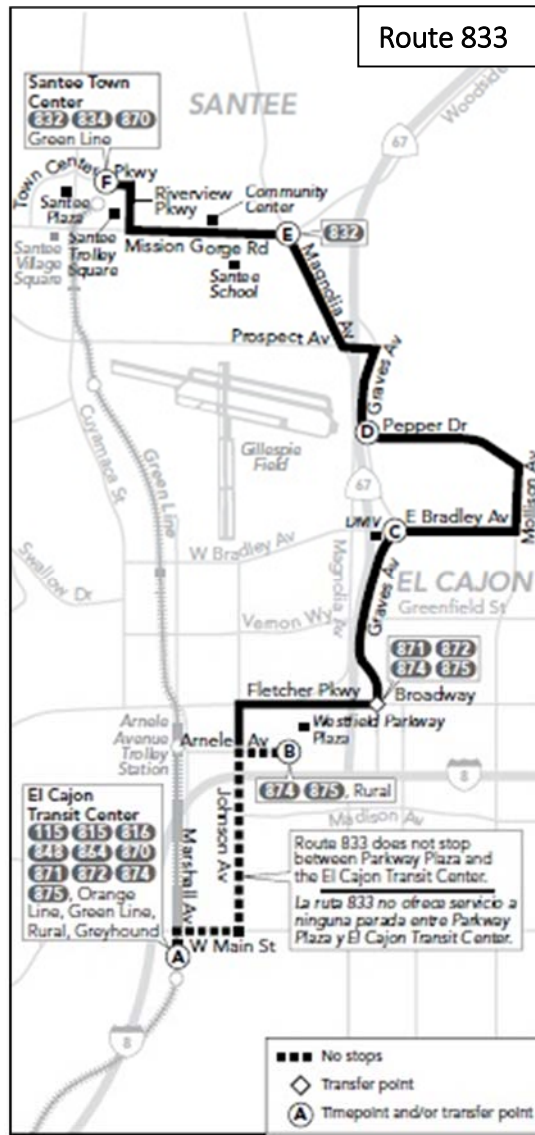 Route 833
Santee Town
Center
832 834 870
Green Line
SANTEE
67
Woodside
Town Center Pkwy
F
Riverview
Pkwy
Community
Center
Santee
Plaza
Santee
Trolley
Square
Santee
Village
Square
E
832
Mission Gorge Rd
Santee
School
Magnolia Av
Prospect Av
Graves Av
D
Pepper Dr
Gillespie
Field
Cuyamaca St
Green Line
67
Mollison Av
DMV
C
E Bradley Av
W Bradley Av
Swallow Dr
Magnolia Av
Graves Av
EL CAJON
Greenfield St
Vernon Wy
871 872
874 875
Fletcher Pkwy
Broadway
Westfield Parkway
Plaza
Arnele
Avenue
Trolley
Station
Arnele Av
B
874 875, Rural
8
Madison Av
El Cajon
Transit Center
115 815 816
848 864 870
871 872 874
875, Orange
Line, Green Line,
Rural, Greyhound
Marshall Av
Johnson Av
Route 833 does not stop
between Parkway Plaza and
the El Cajon Transit Center.
La ruta 833 no ofrece servicio a
ninguna parada entre Parkway
Plaza y El Cajon Transit Center.
W Main St
A
8
No stops
Transfer point
A Timepoint and/or transfer point